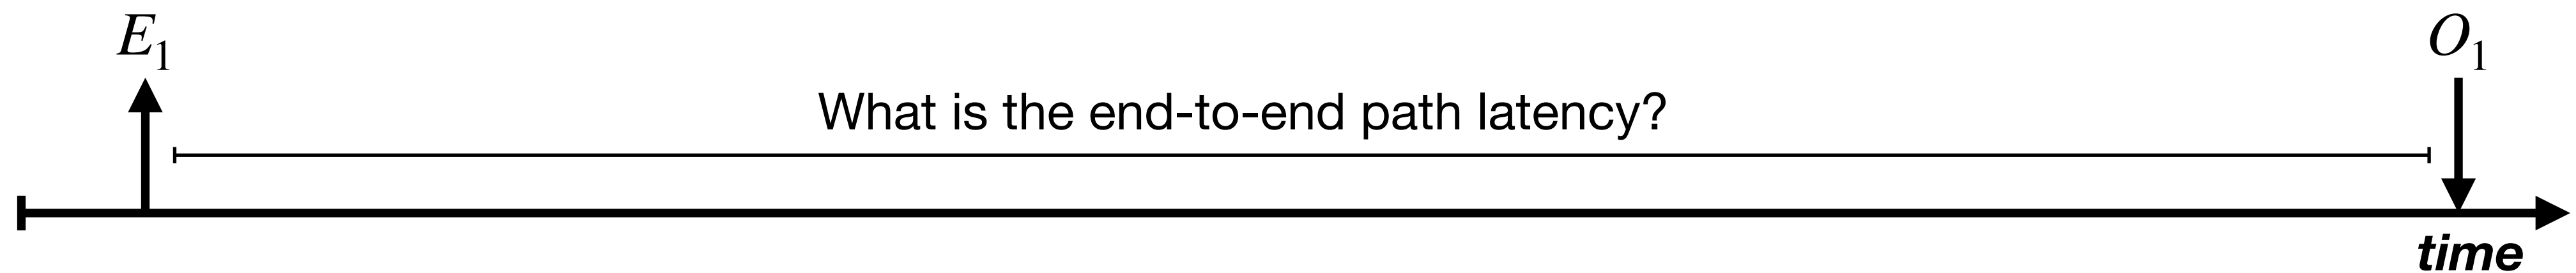 E1
O1
What is the end-to-end path latency?
time